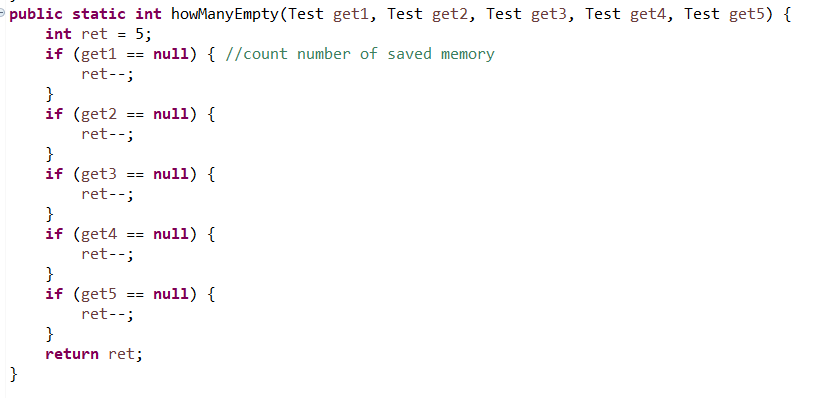 public static int howManyEmpty(Test get1, Test get2, Test get3, Test get4, Test get5) {
    int ret = 5;
    if (get1 == null) { //count number of saved memory
        ret--;
    }
    if (get2 == null) {
        ret--;
    }
    if (get3 == null) {
        ret--;
    }
    if (get4 == null) {
        ret--;
    }
    if (get5 == null) {
        ret--;
    }
    return ret;
}